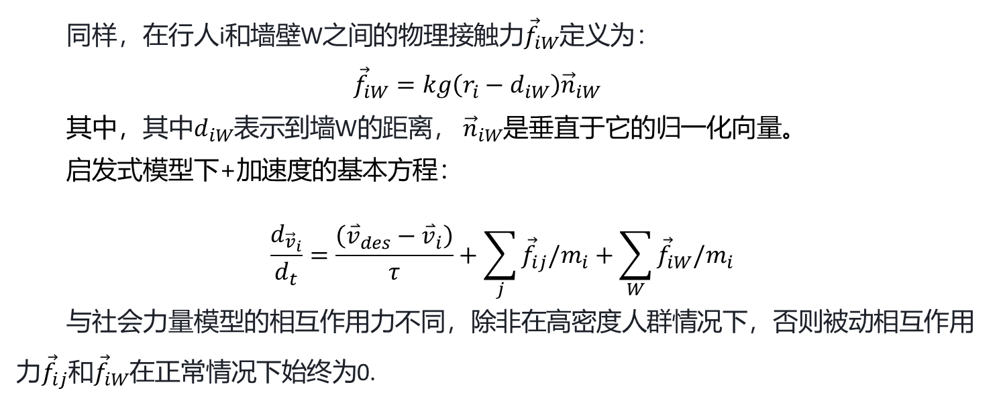 同样，在行人i和墙壁W之间的物理接触力$\vec{f}_{iW}$定义为：
$\vec{f}_{iW} = kg(r_i - d_{iW})\vec{n}_{iW}$
其中，其中$d_{iW}$表示到墙W的距离， $\vec{n}_{iW}$是垂直于它的归一化向量。
启发式模型下+加速度的基本方程：
$\frac{d_{\vec{v}_i}}{d_t} = \frac{(\vec{v}_{des} - \vec{v}_i)}{\tau} + \sum_j \vec{f}_{ij}/m_i + \sum_W \vec{f}_{iW}/m_i$
与社会力量模型的相互作用力不同，除非在高密度人群情况下，否则被动相互作用
力$\vec{f}_{ij}$和$\vec{f}_{iW}$在正常情况下始终为0.